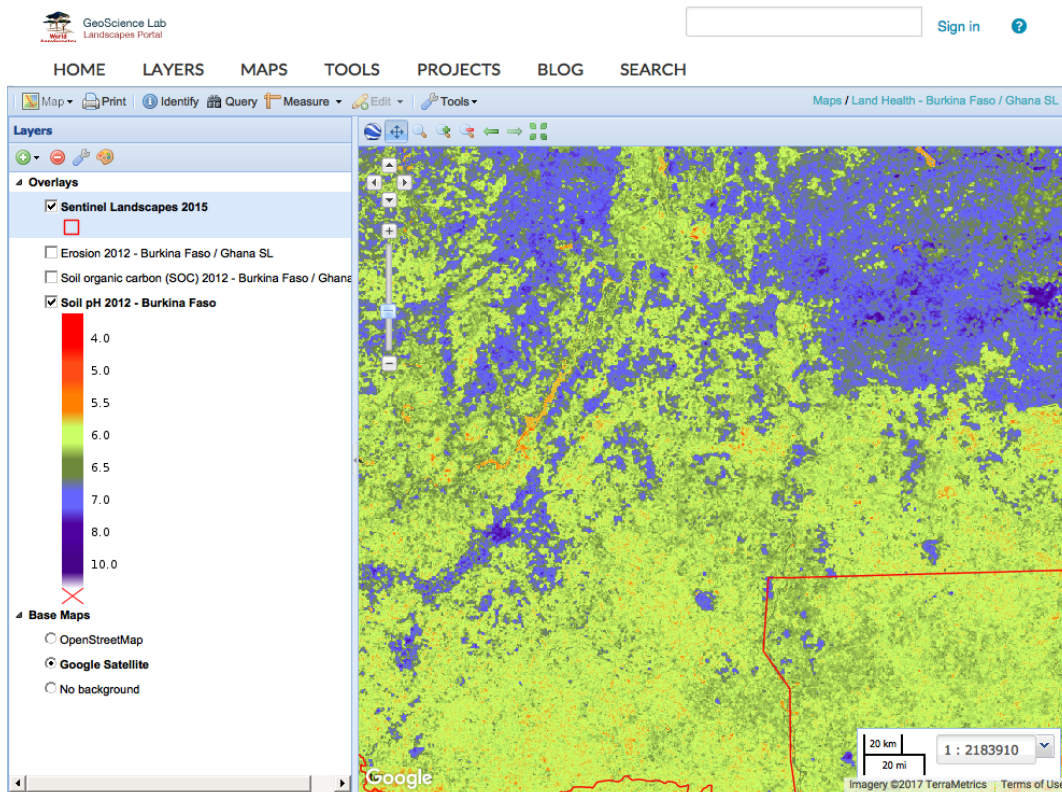 GeoScience Lab
Landscapes Portal
World
Agroforestry
Sign in ?
HOME LAYERS MAPS TOOLS PROJECTS BLOG SEARCH
Map Print Identify Query Measure Edit Tools Maps / Land Health - Burkina Faso / Ghana SL
Layers
Overlays
Sentinel Landscapes 2015
Erosion 2012 - Burkina Faso / Ghana SL
Soil organic carbon (SOC) 2012 - Burkina Faso / Ghana
Soil pH 2012 - Burkina Faso
4.0
5.0
5.5
6.0
6.5
7.0
8.0
10.0
Base Maps
OpenStreetMap
Google Satellite
No background
20 km
20 mi
1 : 2183910
Google
Imagery ©2017 TerraMetrics Terms of Use